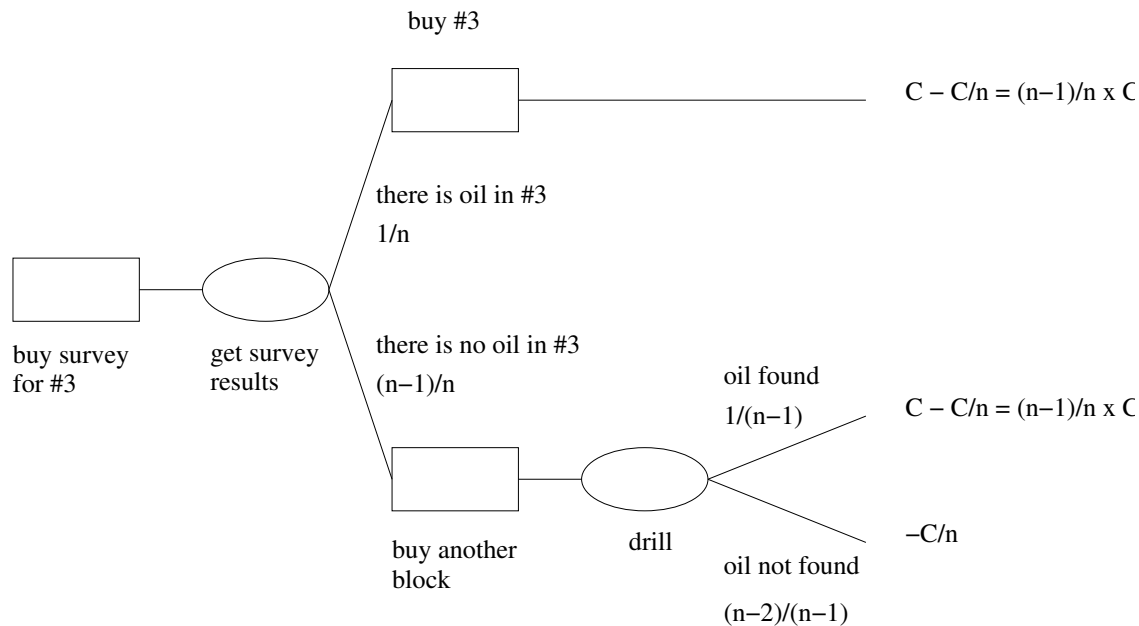 buy #3
C − C/n = (n−1)/n x C
there is oil in #3
1/n
buy survey
for #3
get survey
results
there is no oil in #3
(n−1)/n
oil found
1/(n−1)
C − C/n = (n−1)/n x C
buy another
block
drill
−C/n
oil not found
(n−2)/(n−1)